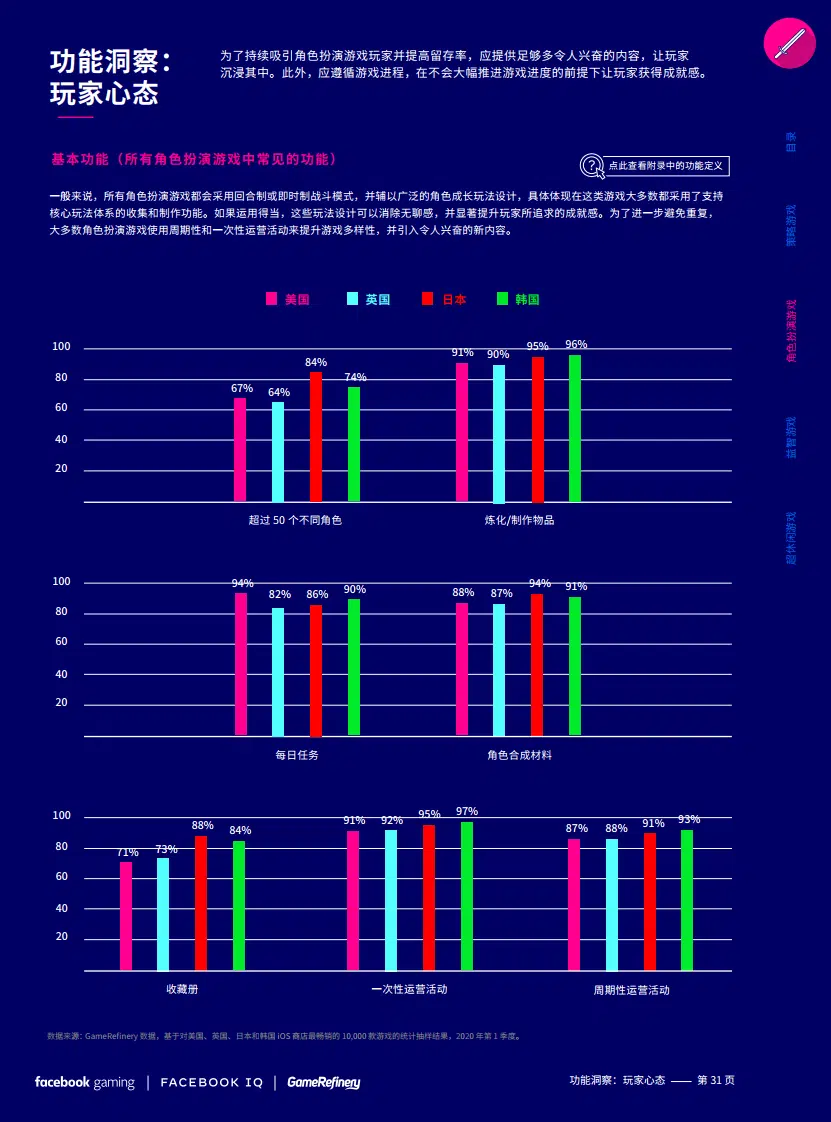 功能洞察：
玩家心态
为了持续吸引角色扮演游戏玩家并提高留存率，应提供足够多令人兴奋的内容，让玩家
沉浸其中。此外，应遵循游戏进程，在不会大幅推进游戏进度的前提下让玩家获得成就感。
目录
策略游戏
角色扮演游戏
益智游戏
超休闲游戏
基本功能（所有角色扮演游戏中常见的功能）
? 点此查看附录中的功能定义
一般来说，所有角色扮演游戏都会采用回合制或即时制战斗模式，并辅以广泛的角色成长玩法设计，具体体现在这类游戏大多数都采用了支持
核心玩法体系的收集和制作功能。如果运用得当，这些玩法设计可以消除无聊感，并显著提升玩家所追求的成就感。为了进一步避免重复，
大多数角色扮演游戏使用周期性和一次性运营活动来提升游戏多样性，并引入令人兴奋的新内容。
美国 英国 日本 韩国
100
80
60
40
20
67% 64% 84% 74%
91% 90% 95% 96%
超过 50 个不同角色 炼化/制作物品
100
80
60
40
20
94% 82% 86% 90%
88% 87% 94% 91%
每日任务 角色合成材料
100
80
60
40
20
71% 73% 88% 84%
91% 92% 95% 97%
87% 88% 91% 93%
收藏册 一次性运营活动 周期性运营活动
数据来源：GameRefinery 数据，基于对美国、英国、日本和韩国 iOS 商店最畅销的 10,000 款游戏的统计抽样结果，2020 年第 1 季度。
facebook gaming | FACEBOOK IQ | GameRefinery
功能洞察：玩家心态 —— 第 31 页